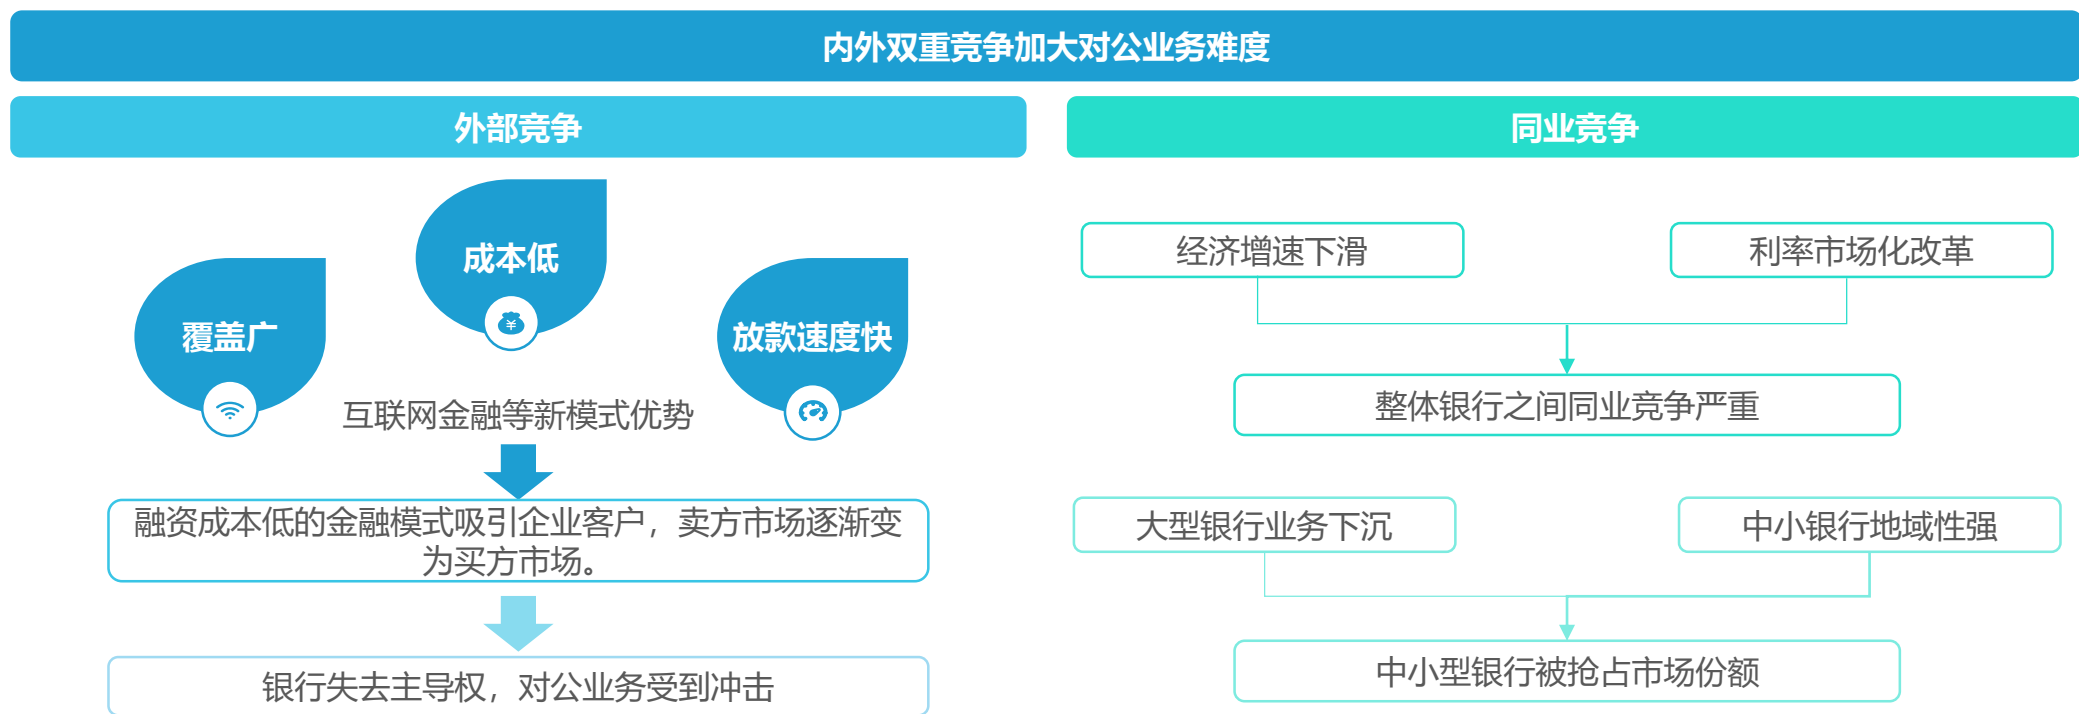 内外双重竞争加大对公业务难度
外部竞争
覆盖广
成本低
¥
放款速度快
互联网金融等新模式优势
融资成本低的金融模式吸引企业客户，卖方市场逐渐变
为买方市场。
银行失去主导权，对公业务受到冲击
同业竞争
经济增速下滑
利率市场化改革
整体银行之间同业竞争严重
大型银行业务下沉
中小银行地域性强
中小型银行被抢占市场份额